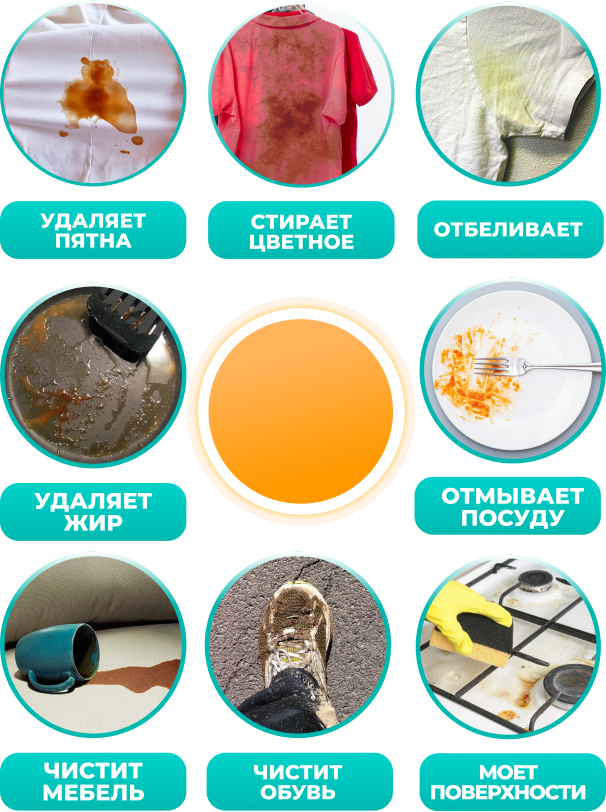 УДАЛЯЕТ
ПЯТНА
СТИРАЕТ
ЦВЕТНОЕ
ОТБЕЛИВАЕТ
УДАЛЯЕТ
ЖИР
ОТМЫВАЕТ
ПОСУДУ
ЧИСТИТ
МЕБЕЛЬ
ЧИСТИТ
ОБУВЬ
МОЕТ
ПОВЕРХНОСТИ